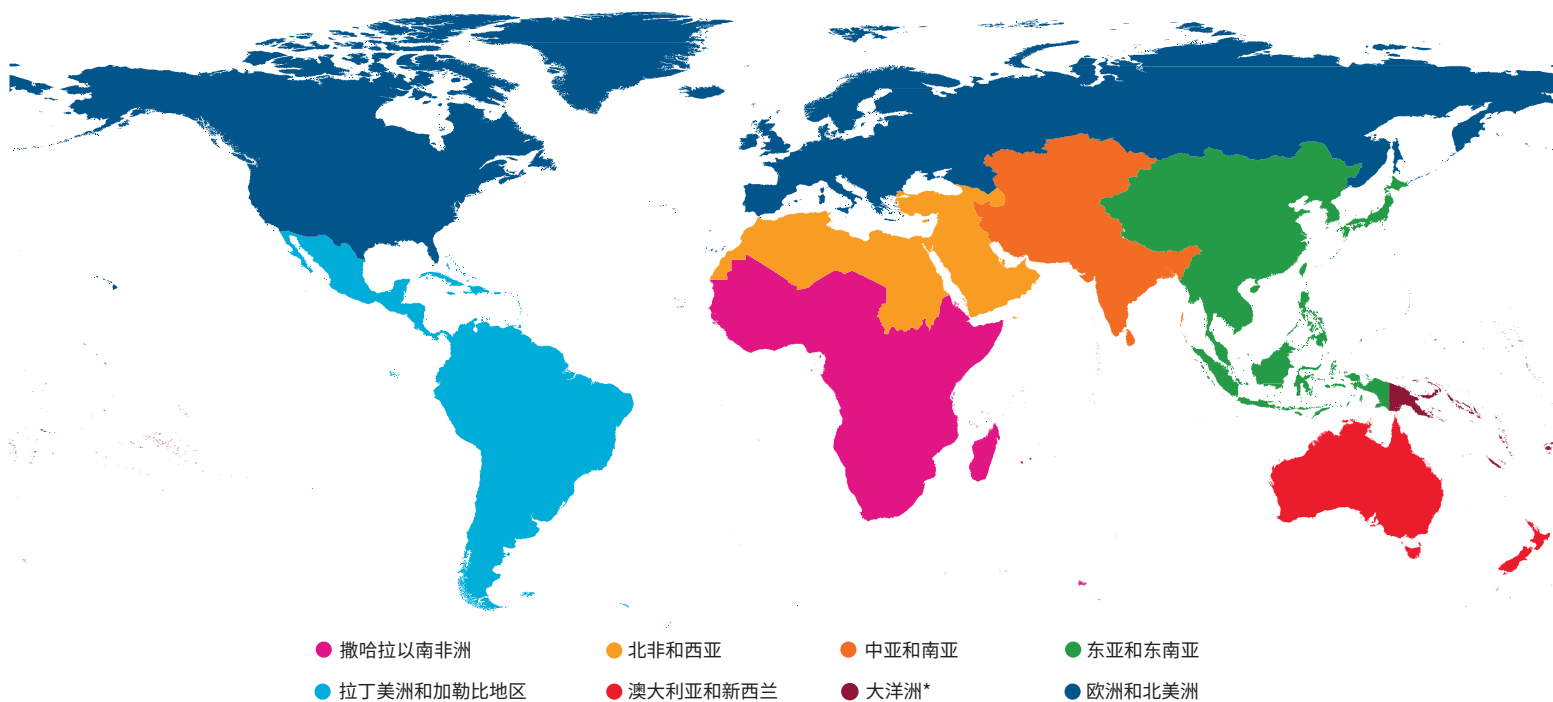 撒哈拉以南非洲 北非和西亚 中亚和南亚 东亚和东南亚
拉丁美洲和加勒比地区 澳大利亚和新西兰 大洋洲* 欧洲和北美洲